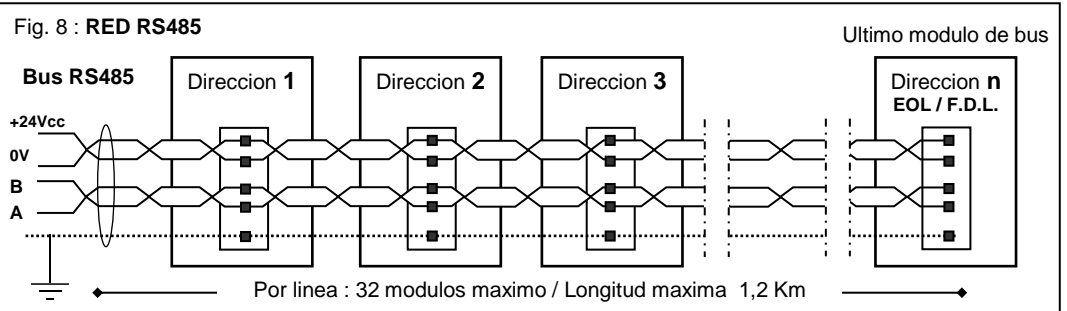 Fig. 8 : RED RS485
Ultimo modulo de bus
Bus RS485
Direccion 1
Direccion 2
Direccion 3
Direccion n
EOL / F.D.L.
+24Vcc
0V
B
A
Por linea : 32 modulos maximo / Longitud maxima 1,2 Km